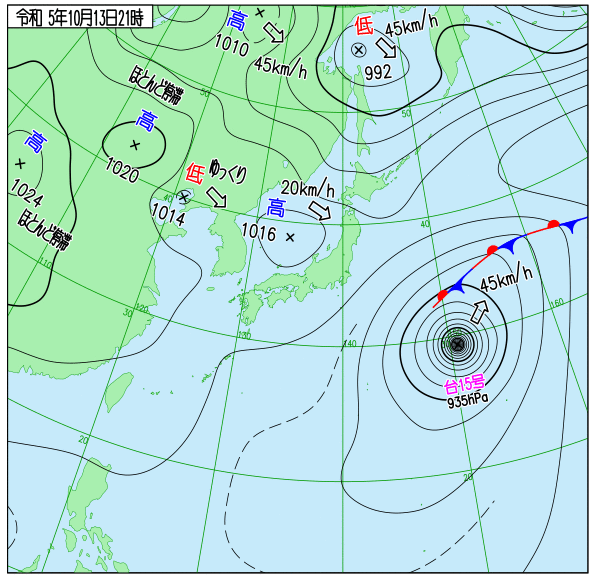 令和 5年10月13日21時
高
1010
45km/h
低
45km/h
992
ほとんど停滞
50
50
高
1020
高
1024
ほとんど停滞
低
ゆっくり
40
1014
20km/h
高
1016
40
110
30
120
130
140
160
45km/h
台15号
935hPa
20
20